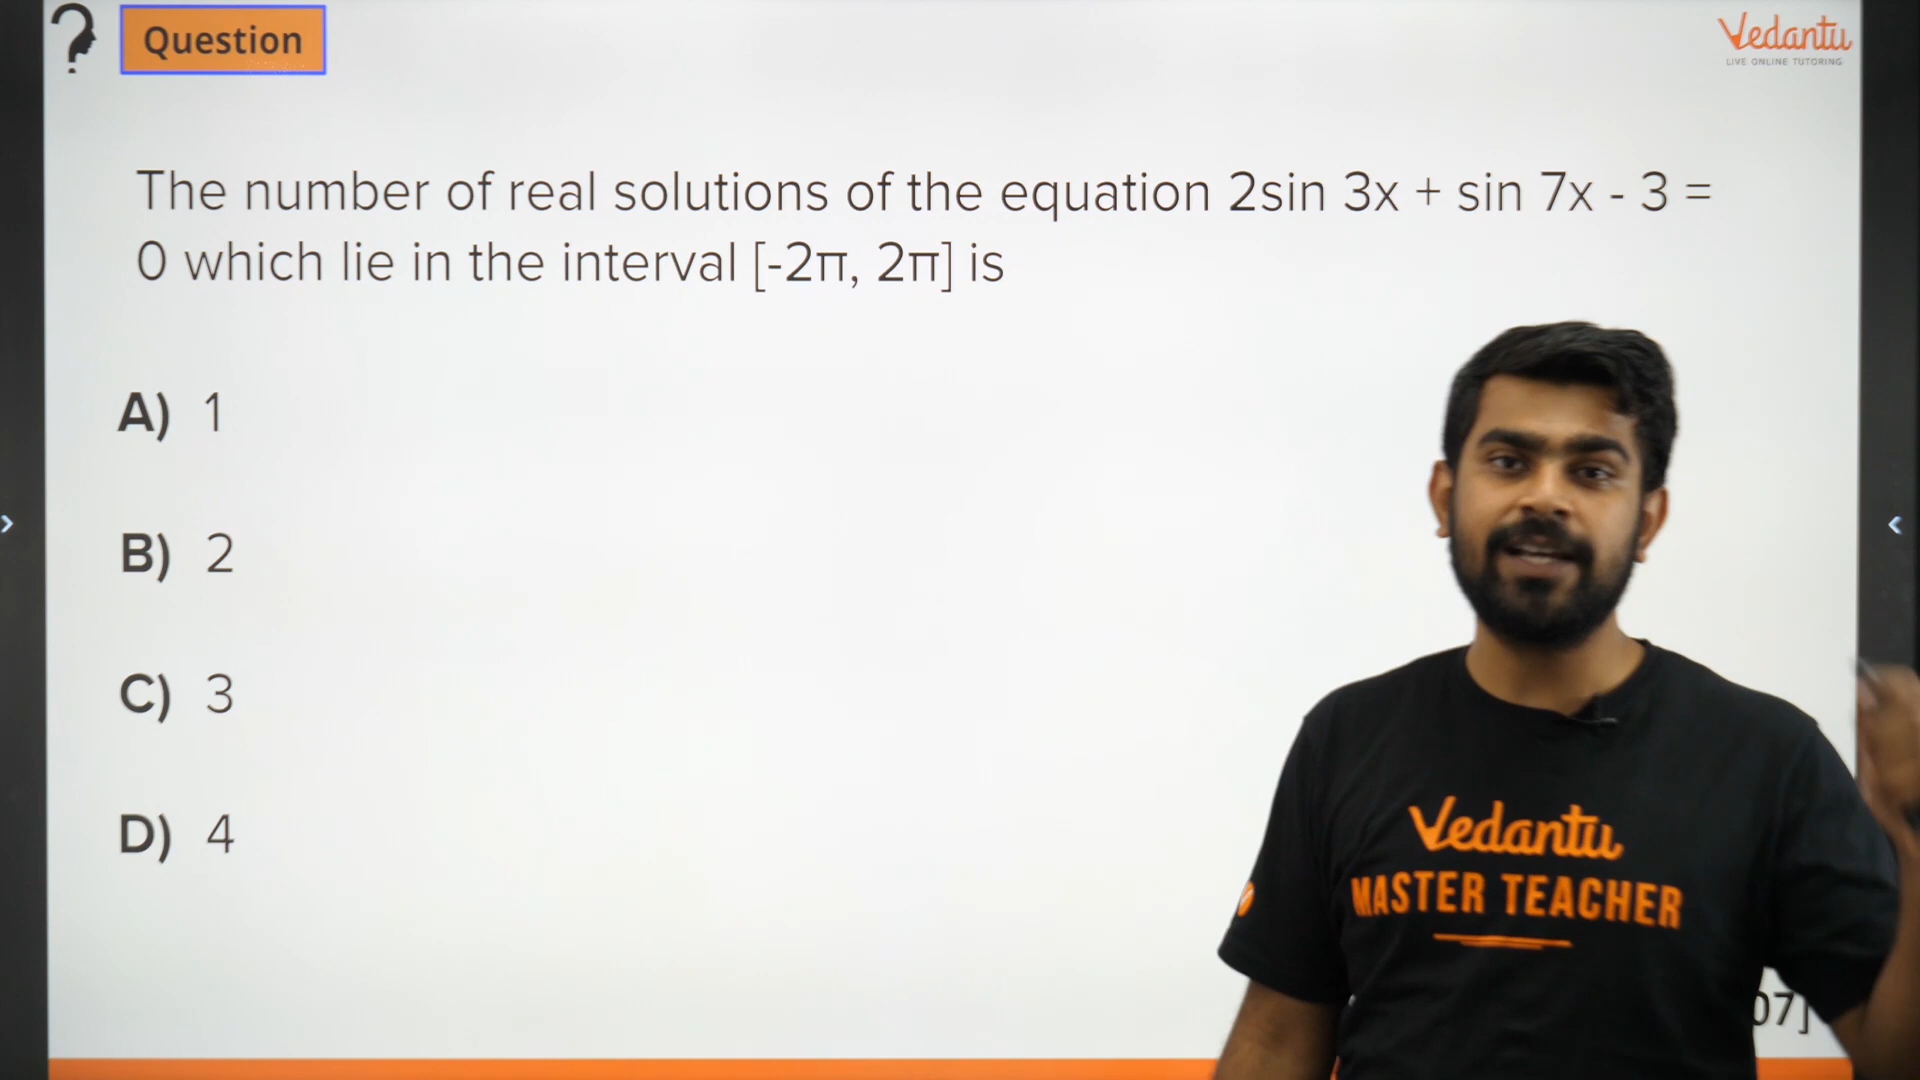 Question
Vedantu
LIVE ONLINE TUTORING
The number of real solutions of the equation 2sin 3x + sin 7x - 3 =
0 which lie in the interval [-2π, 2π] is
A) 1
B) 2
C) 3
D) 4
Vedantu
MASTER TEACHER
07]